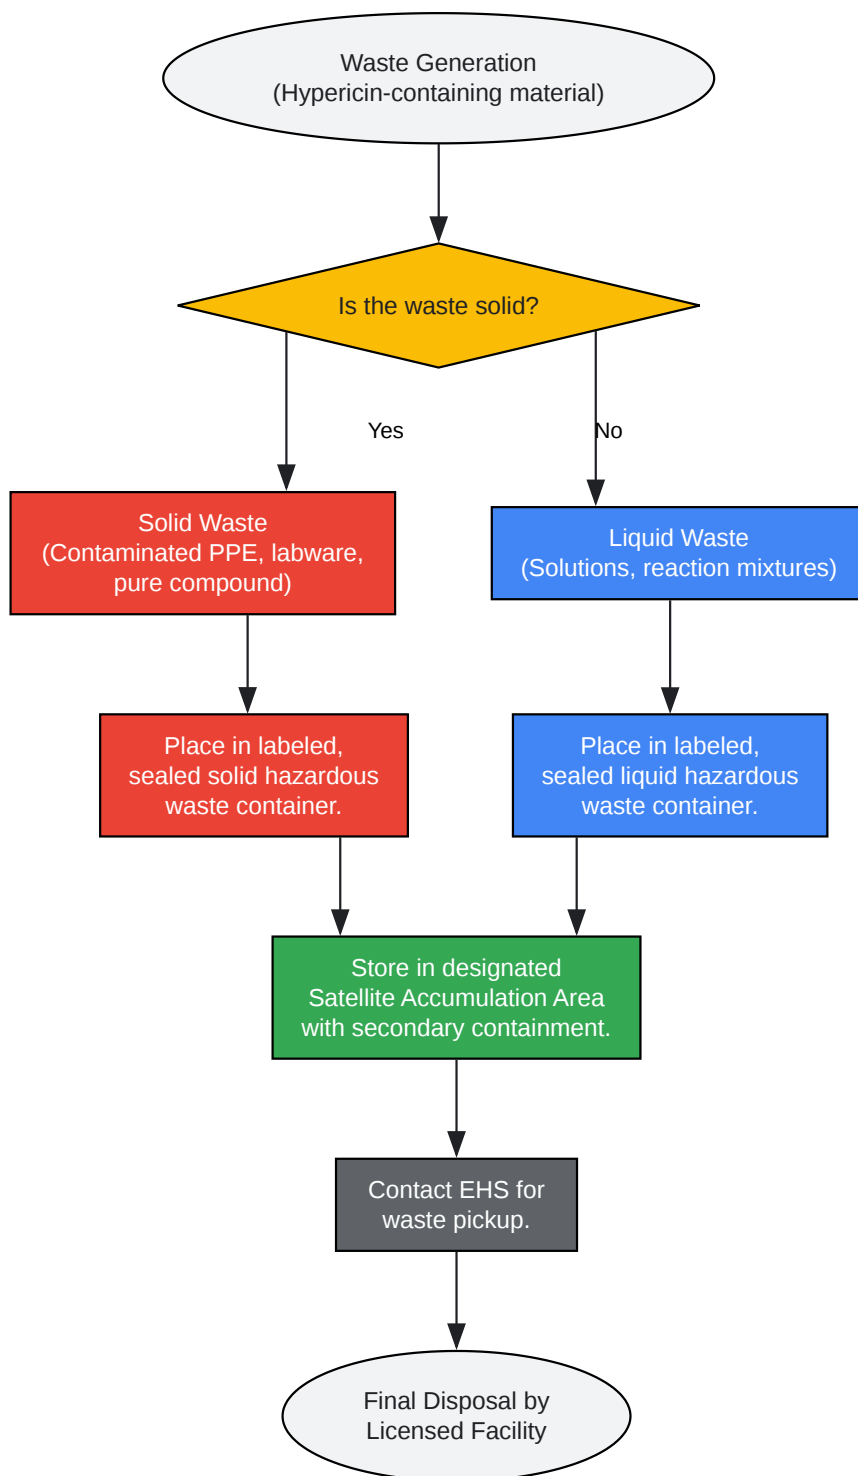 Waste Generation
(Hypericin-containing material)
Is the waste solid?
Yes
No
Solid Waste
(Contaminated PPE, labware,
pure compound)
Liquid Waste
(Solutions, reaction mixtures)
Place in labeled,
sealed solid hazardous
waste container.
Place in labeled,
sealed liquid hazardous
waste container.
Store in designated
Satellite Accumulation Area
with secondary containment.
Contact EHS for
waste pickup.
Final Disposal by
Licensed Facility